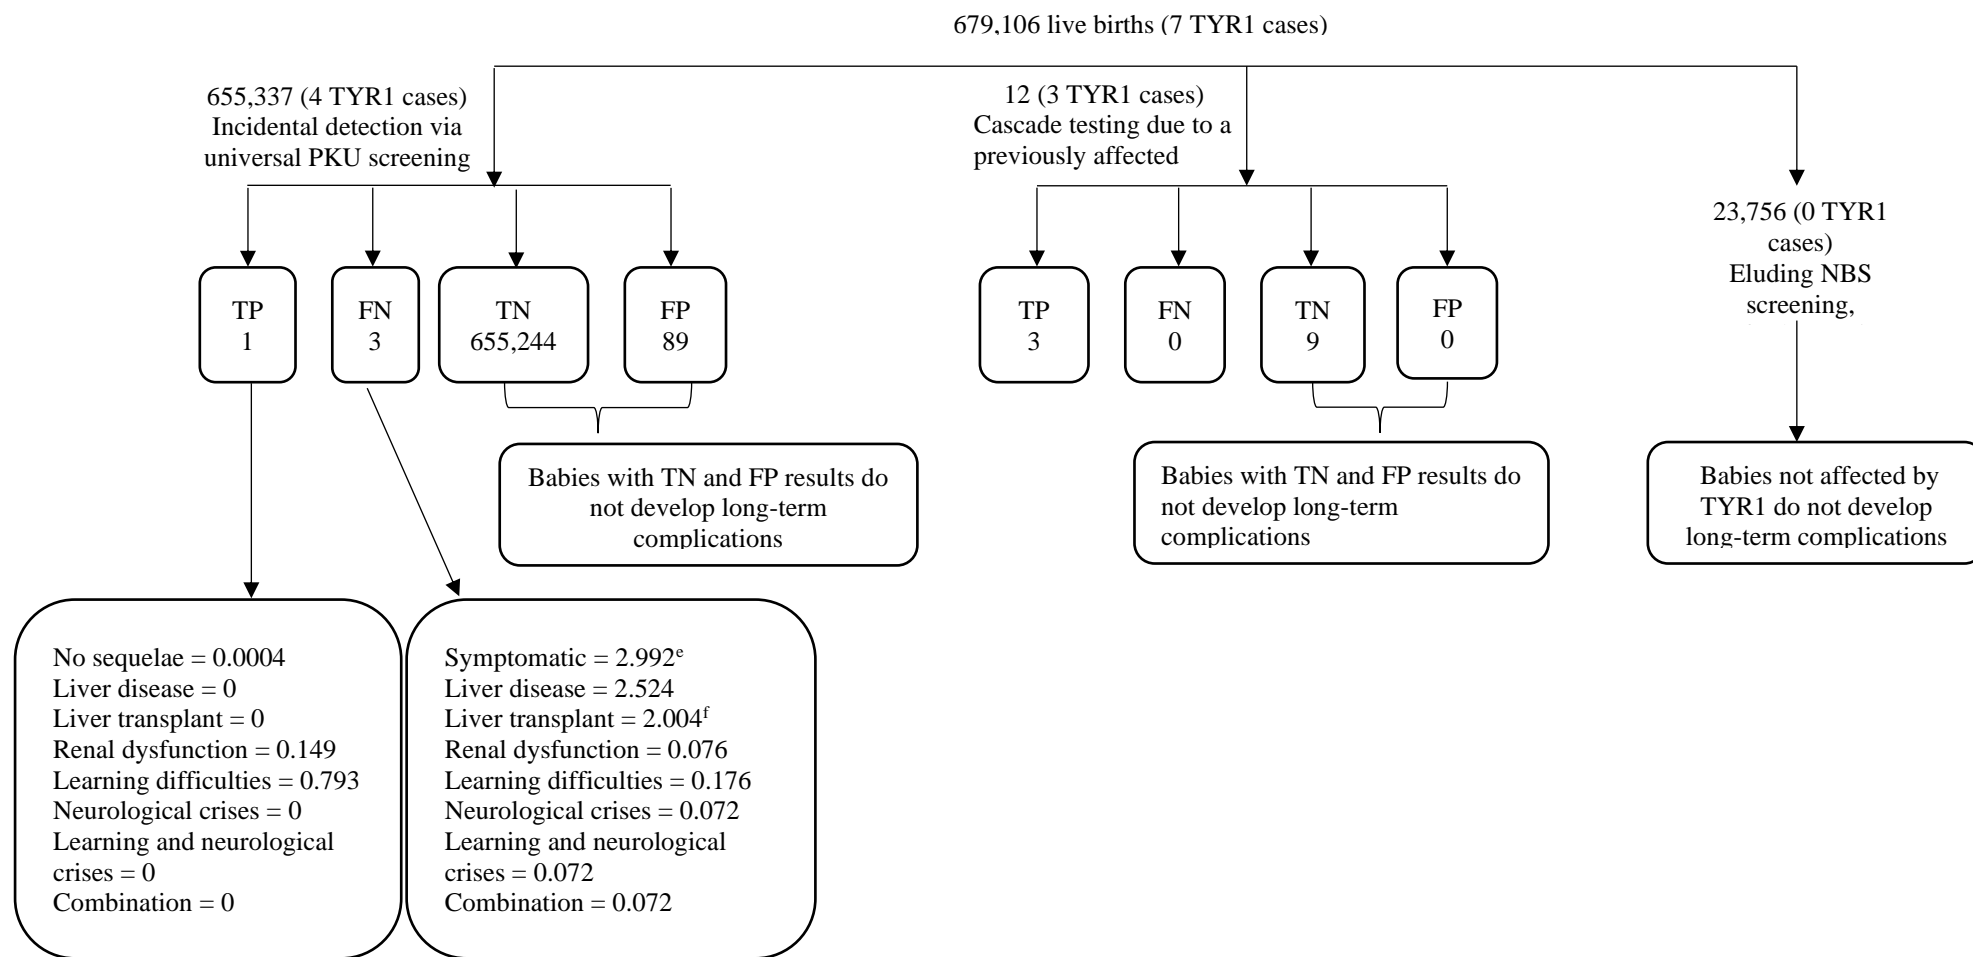 679,106 live births (7 TYR1 cases)
655,337 (4 TYR1 cases)
Incidental detection via
universal PKU screening
12 (3 TYR1 cases)
Cascade testing due to a
previously affected
23,756 (0 TYR1
cases)
Eluding NBS
screening,
TP
1
FN
3
TN
655,244
FP
89
TP
3
FN
0
TN
9
FP
0
Babies with TN and FP results do
not develop long-term
complications
Babies with TN and FP results do
not develop long-term
complications
Babies not affected by
TYR1 do not develop
long-term complications
No sequelae = 0.0004
Liver disease = 0
Liver transplant = 0
Renal dysfunction = 0.149
Learning difficulties = 0.793
Neurological crises = 0
Learning and neurological
crises = 0
Combination = 0
Symptomatic = 2.992ᵉ
Liver disease = 2.524
Liver transplant = 2.004ᶠ
Renal dysfunction = 0.076
Learning difficulties = 0.176
Neurological crises = 0.072
Learning and neurological
crises = 0.072
Combination = 0.072